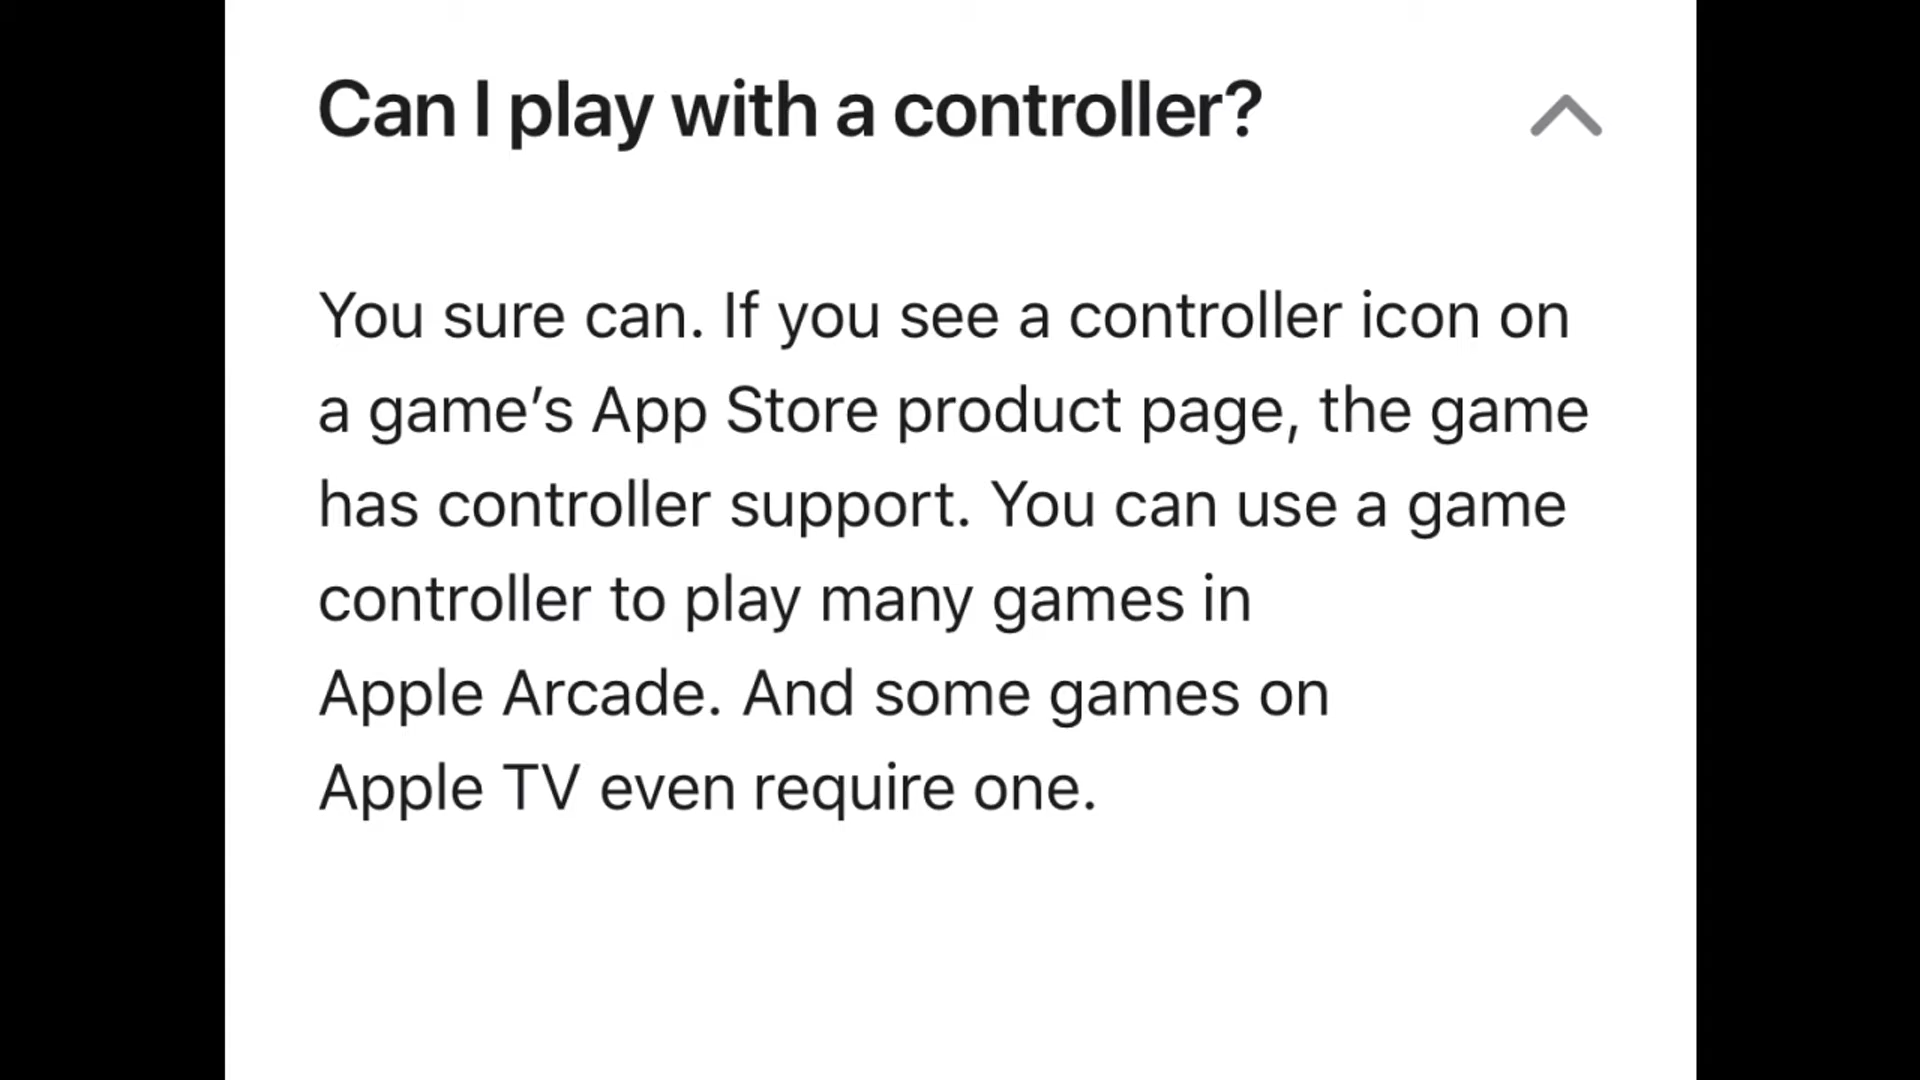 Can I play with a controller?
You sure can. If you see a controller icon on
a game’s App Store product page, the game
has controller support. You can use a game
controller to play many games in
Apple Arcade. And some games on
Apple TV even require one.